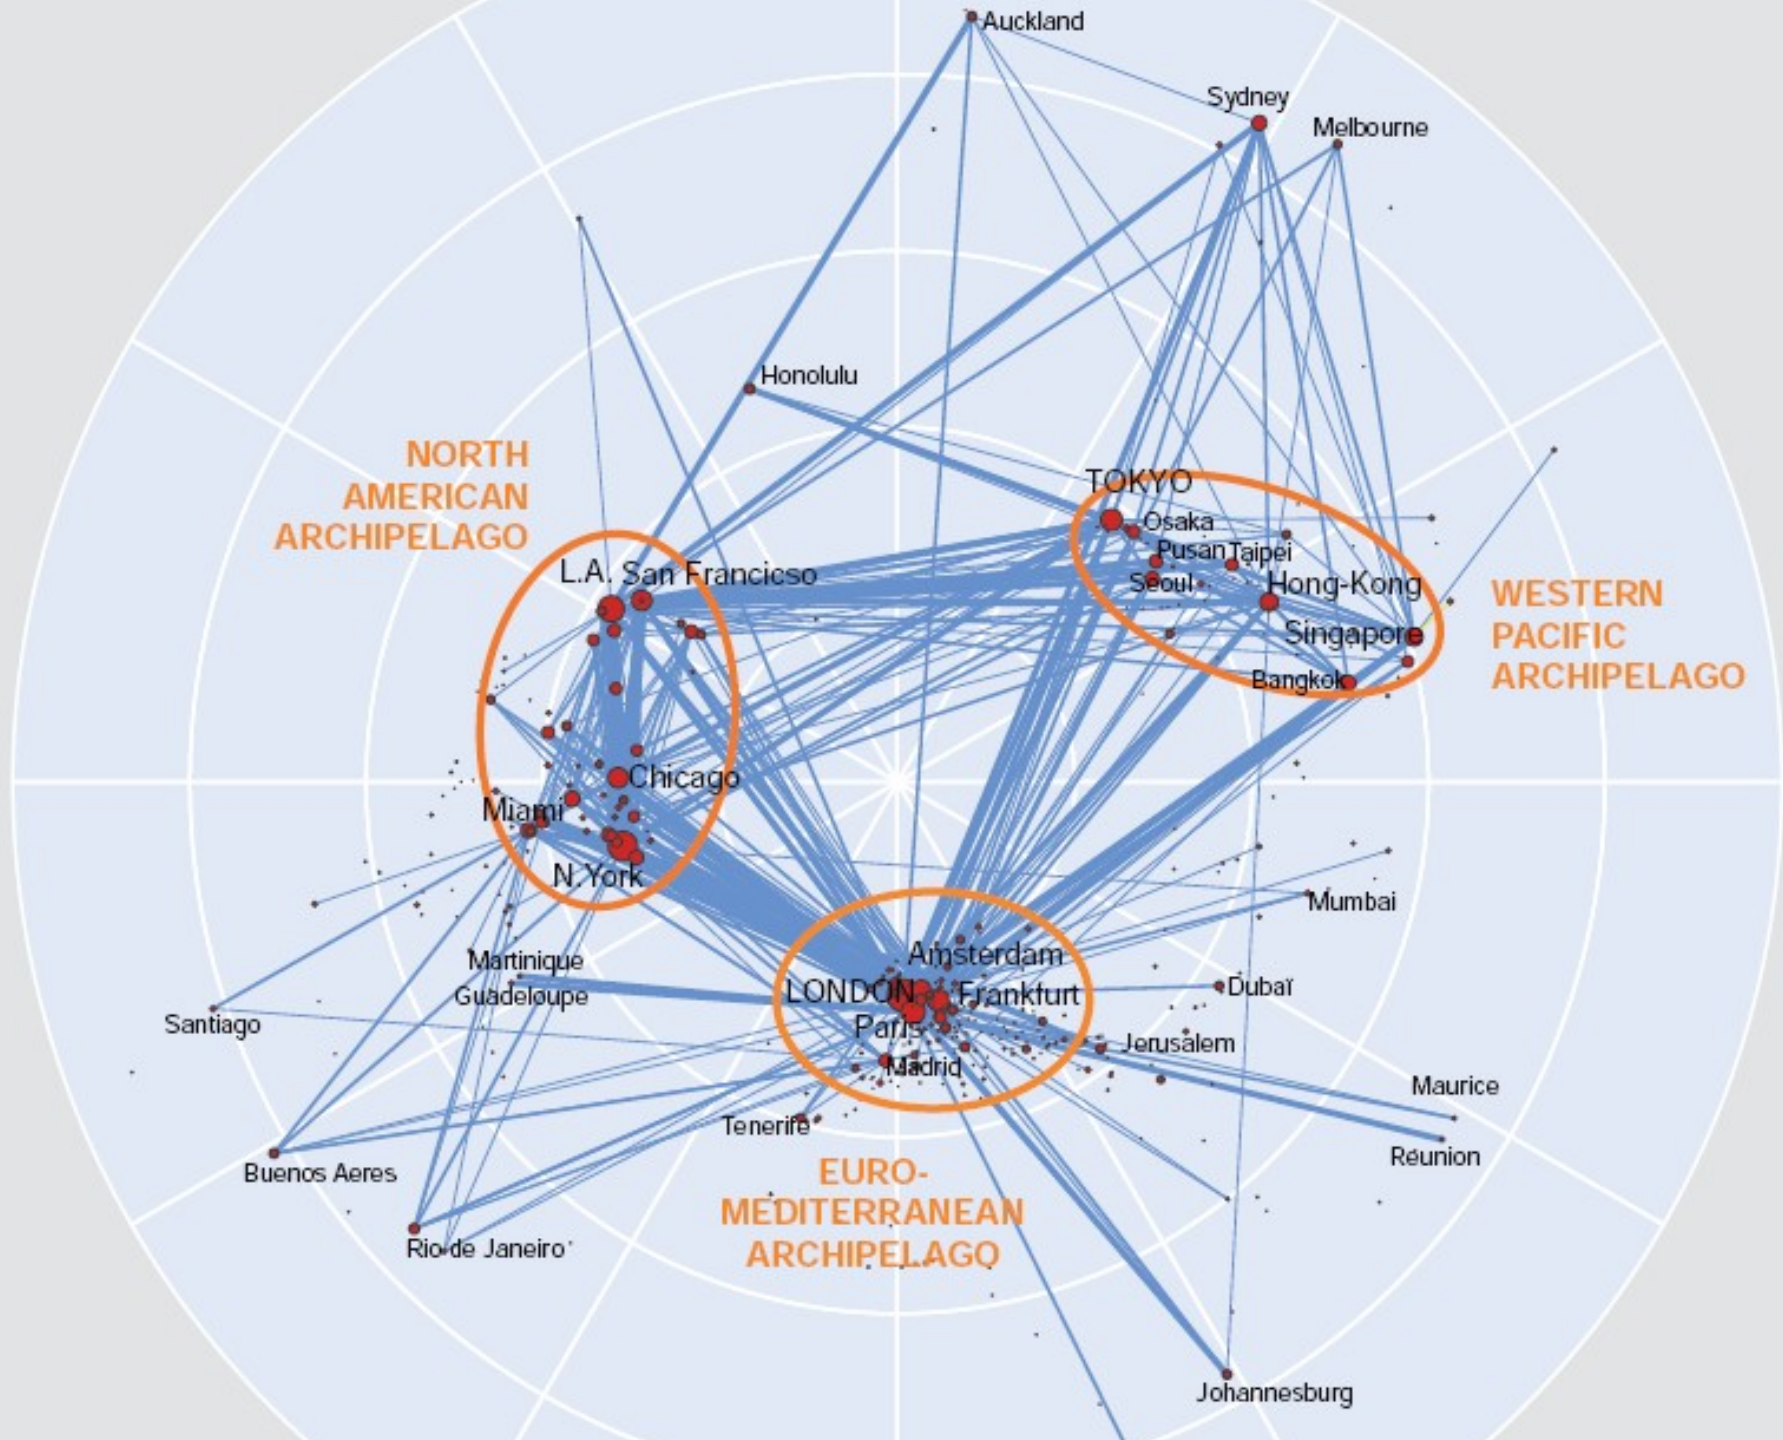 Auckland
Sydney
Melbourne
Honolulu
NORTH
AMERICAN
ARCHIPELAGO
TOKYO
Osaka
Pusan
Taipei
Seoul
Hong-Kong
Singapore
Bangkok
WESTERN
PACIFIC
ARCHIPELAGO
L.A.
San Francicso
Chicago
Miami
N.York
Mumbai
Amsterdam
Martinique
Guadeloupe
LONDON
Frankfurt
Dubaï
Santiago
Paris
Jerusalem
Madrid
Maurice
Tenerife
Réunion
Buenos Aeres
EURO-
MEDITERRANEAN
ARCHIPELAGO
Rio de Janeiro
Johannesburg